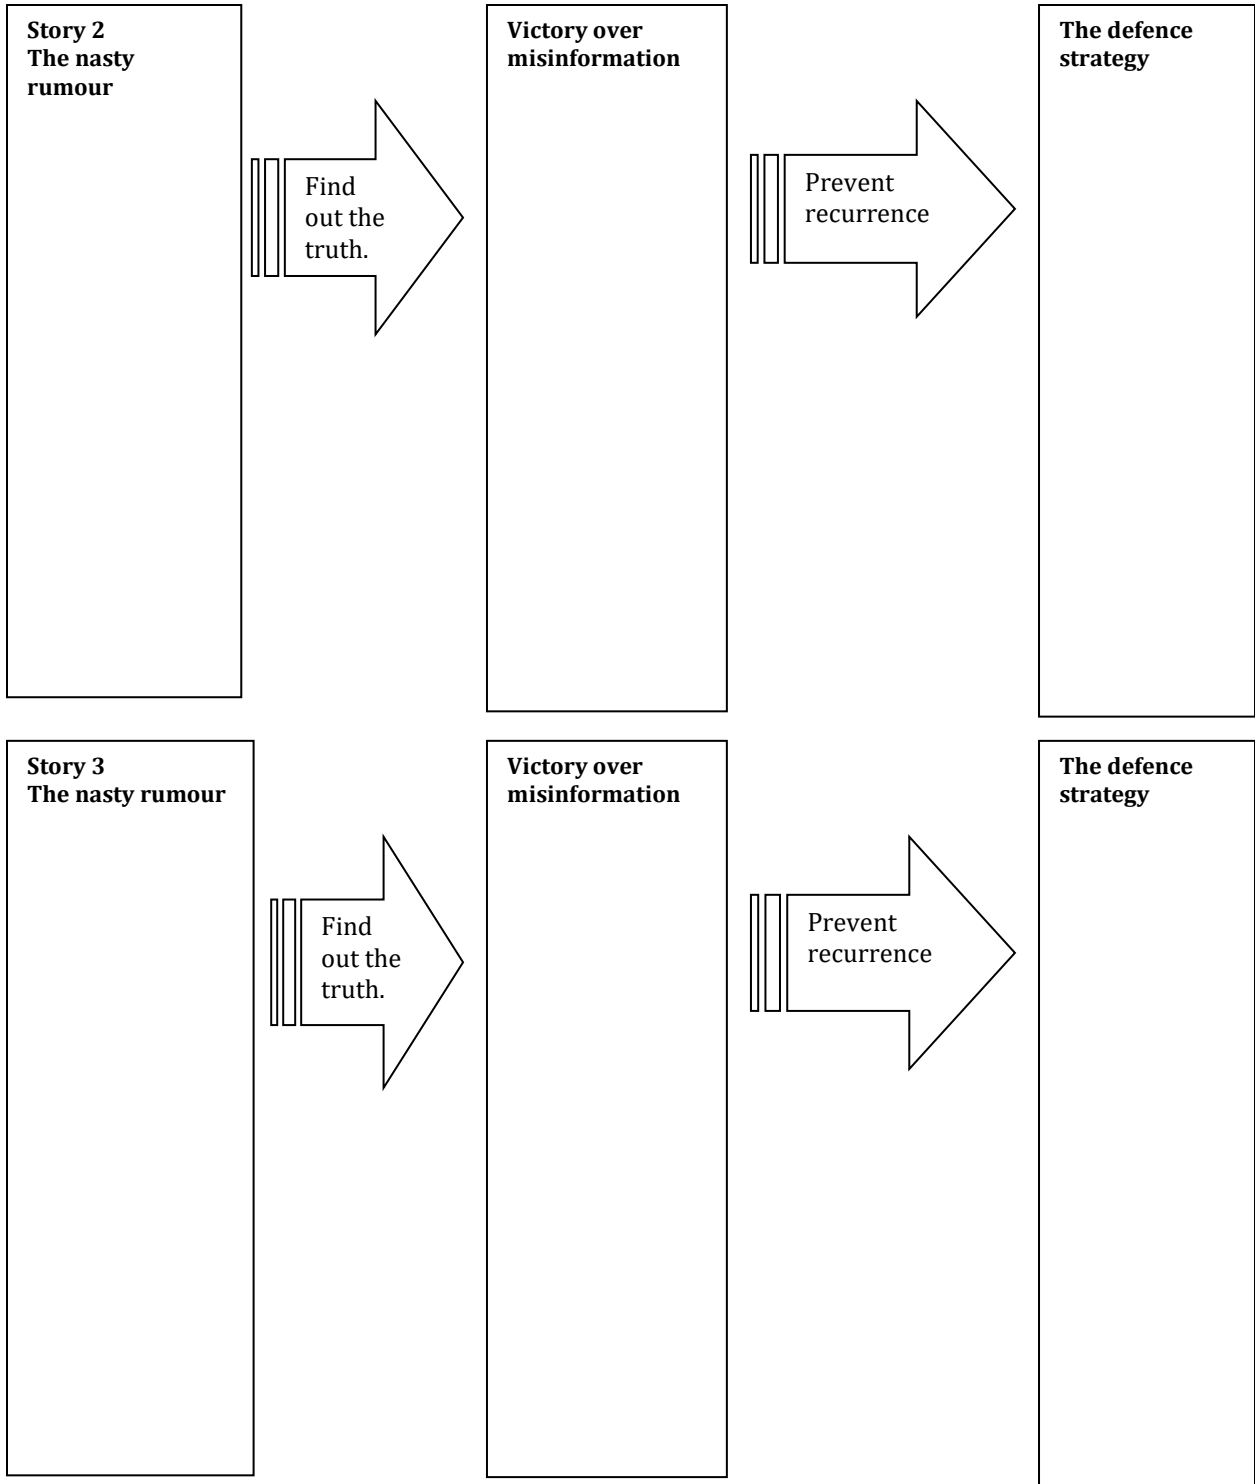 Story 2
The nasty
rumour
Find
out the
truth.
Victory over
misinformation
Prevent
recurrence
The defence
strategy
Story 3
The nasty rumour
Find
out the
truth.
Victory over
misinformation
Prevent
recurrence
The defence
strategy